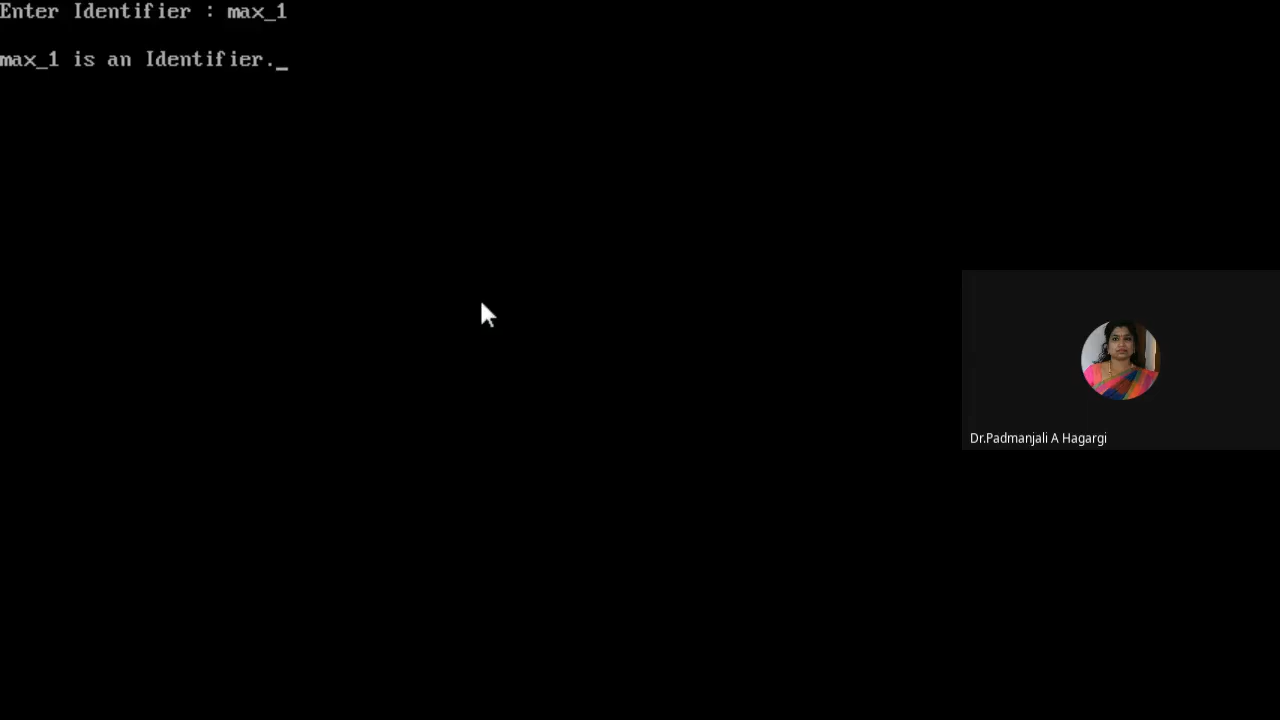 Enter Identifier : max_1
max_1 is an Identifier._
Dr.Padmanjali A Hagargi